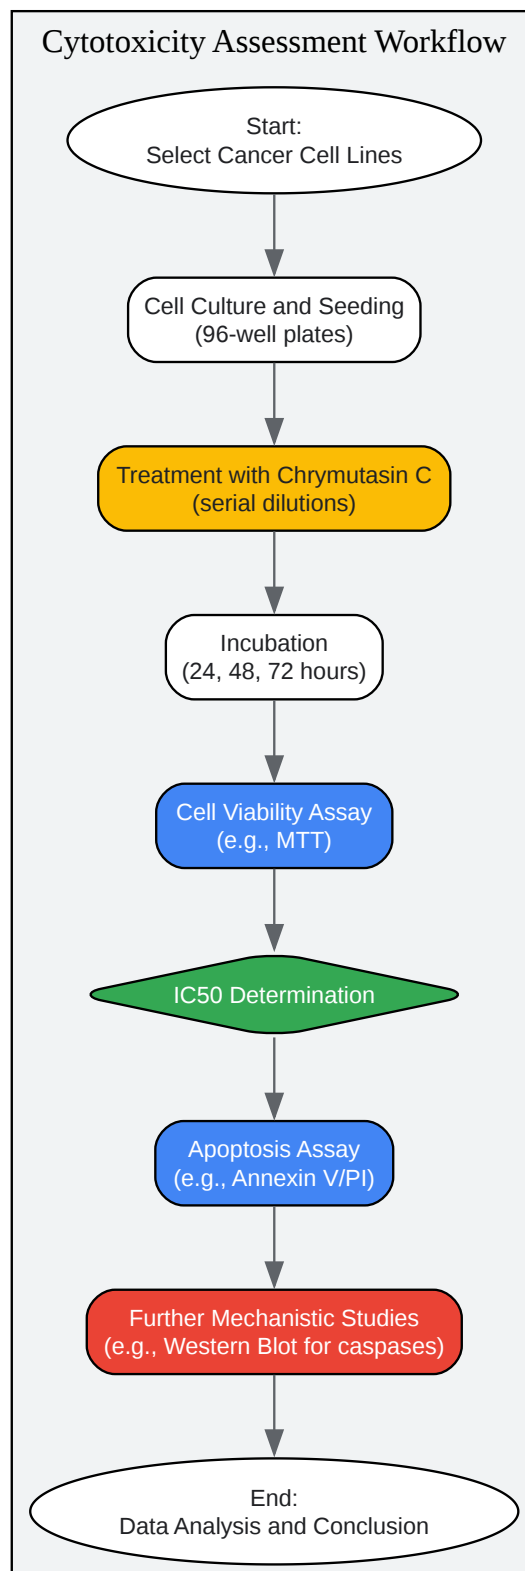 Cytotoxicity Assessment Workflow
Start:
Select Cancer Cell Lines
Cell Culture and Seeding
(96-well plates)
Treatment with Chrymutasin C
(serial dilutions)
Incubation
(24, 48, 72 hours)
Cell Viability Assay
(e.g., MTT)
IC50 Determination
Apoptosis Assay
(e.g., Annexin V/PI)
Further Mechanistic Studies
(e.g., Western Blot for caspases)
End:
Data Analysis and Conclusion